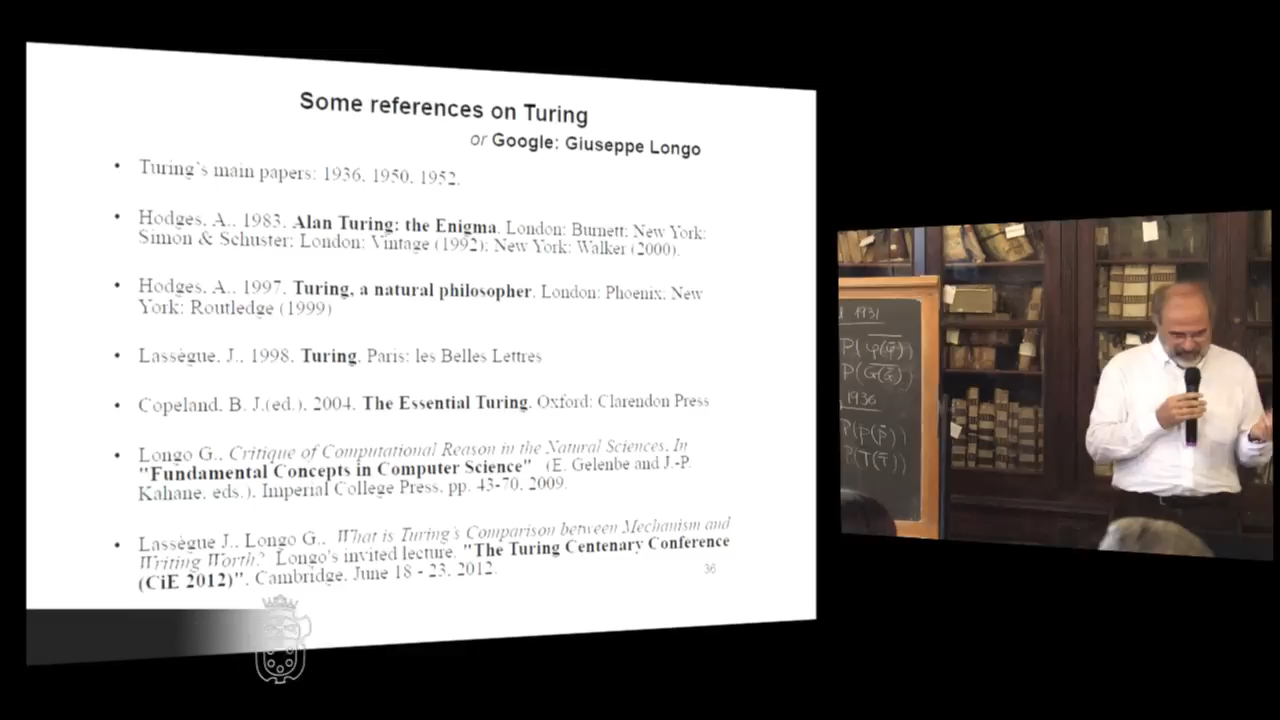 Some references on Turing
or Google: Giuseppe Longo
• Turing's main papers: 1936, 1950, 1952.
• Hodges, A., 1983. Alan Turing: the Enigma. London: Burnett; New York:
Simon & Schuster; London: Vintage (1992); New York: Walker (2000).
• Hodges, A., 1997. Turing, a natural philosopher. London: Phoenix; New
York: Routledge (1999)
• Lassègue, J., 1998. Turing. Paris: les Belles Lettres
• Copeland, B. J.(ed.), 2004. The Essential Turing. Oxford: Clarendon Press
• Longo G., Critique of Computational Reason in the Natural Sciences, In
"Fundamental Concepts in Computer Science" (E. Gelenbe and J.-P.
Kahane, eds.), Imperial College Press, pp. 43-70, 2009.
• Lassègue J., Longo G., What is Turing's Comparison between Mechanism and
Writing Worth? Longo's invited lecture, "The Turing Centenary Conference
(CiE 2012)", Cambridge, June 18 - 23, 2012.
36
1931
P(φ(φ̄))
P(G(Ḡ))
1936
P(p(p̄))
P(T(T̄))